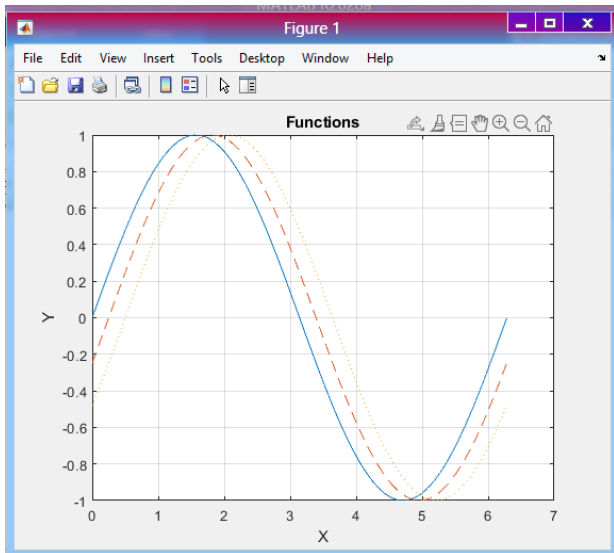 MATLAB R2020a
Figure 1
File Edit View Insert Tools Desktop Window Help
Functions
1
0.8
0.6
0.4
0.2
0
-0.2
-0.4
-0.6
-0.8
-1
Y
0 1 2 3 4 5 6 7
X